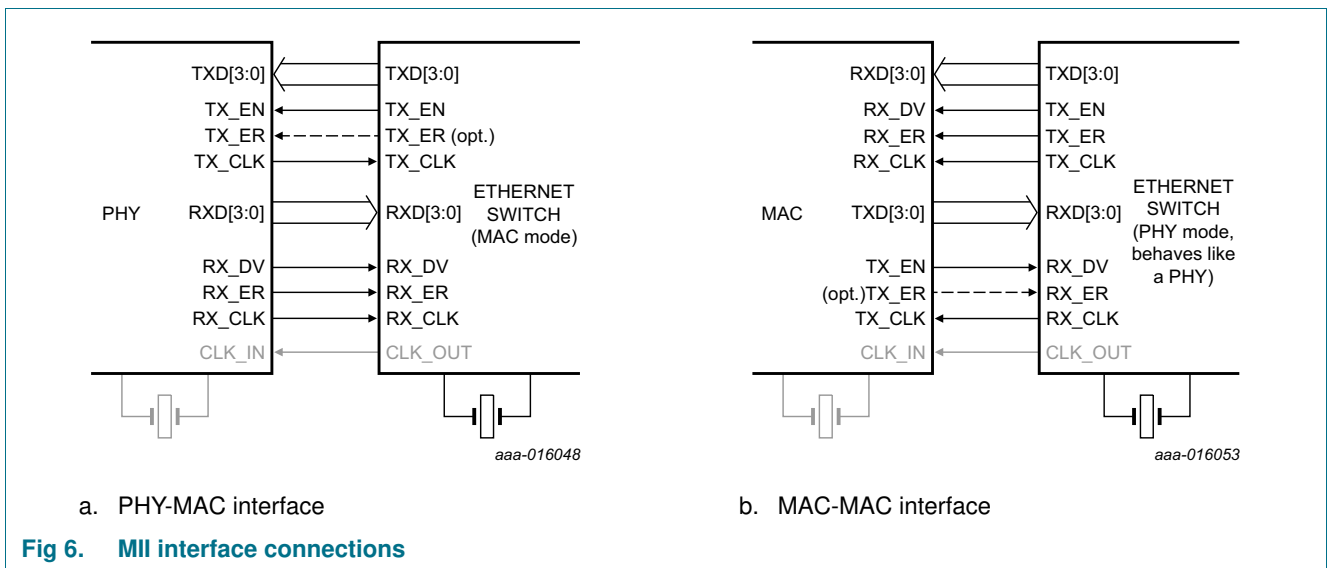 TXD[3:0] TXD[3:0]
TX_EN TX_EN
TX_ER TX_ER (opt.)
TX_CLK TX_CLK
PHY RXD[3:0] RXD[3:0] ETHERNET
SWITCH
(MAC mode)
RX_DV RX_DV
RX_ER RX_ER
RX_CLK RX_CLK
CLK_IN CLK_OUT
aaa-016048
a. PHY-MAC interface
RXD[3:0] TXD[3:0]
RX_DV TX_EN
RX_ER TX_ER
RX_CLK TX_CLK
MAC TXD[3:0] RXD[3:0] ETHERNET
SWITCH
(PHY mode,
behaves like
a PHY)
TX_EN RX_DV
(opt.)TX_ER RX_ER
TX_CLK RX_CLK
CLK_IN CLK_OUT
aaa-016053
b. MAC-MAC interface
Fig 6. MII interface connections